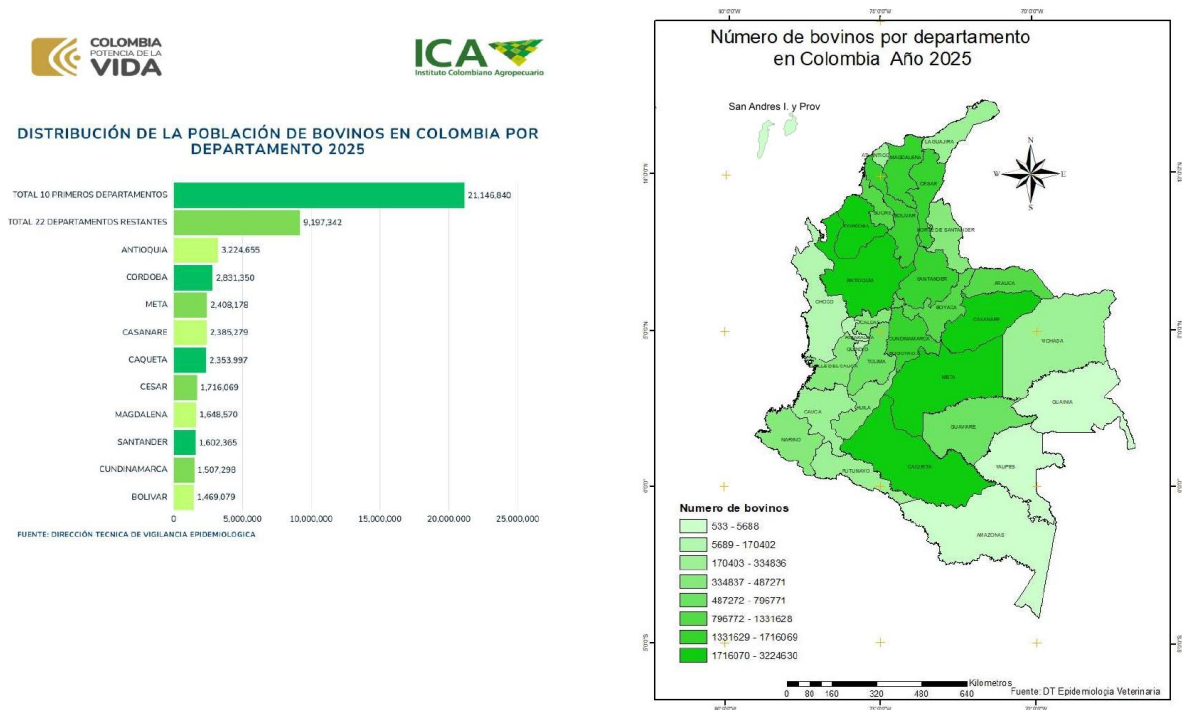 COLOMBIA
POTENCIA DE LA
VIDA
ICA
Instituto Colombiano Agropecuario
DISTRIBUCIÓN DE LA POBLACIÓN DE BOVINOS EN COLOMBIA POR
DEPARTAMENTO 2025
TOTAL 10 PRIMEROS DEPARTAMENTOS 21,146,840
TOTAL 22 DEPARTAMENTOS RESTANTES 9,197,342
ANTIOQUIA 3,224,655
CORDOBA 2,831,350
META 2,408,178
CASANARE 2,385,279
CAQUETA 2,353,997
CESAR 1,716,069
MAGDALENA 1,648,570
SANTANDER 1,602,365
CUNDINAMARCA 1,507,298
BOLIVAR 1,469,079
0 5,000,000 10,000,000 15,000,000 20,000,000 25,000,000
FUENTE: DIRECCIÓN TECNICA DE VIGILANCIA EPIDEMIOLOGICA
Número de bovinos por departamento
en Colombia Año 2025
San Andres I. y Prov
N
W E
S
LA GUAJIRA
ATLANTICO
MAGDALENA
CESAR
SUCRE
BOLIVAR
CORDOBA
NORTE DE SANTANDER
ANTIOQUIA
SANTANDER
ARAUCA
CHOCO
BOYACA
CASANARE
CALDAS
CUNDINAMARCA
VICHADA
TOLIMA
VALLE DEL CAUCA
META
GUAINIA
CAUCA
HUILA
GUAVIARE
NARIÑO
VAUPES
CAQUETA
PUTUMAYO
AMAZONAS
Numero de bovinos
533 - 5688
5689 - 170402
170403 - 334836
334837 - 487271
487272 - 796771
796772 - 1331628
1331629 - 1716069
1716070 - 3224630
Kilometros
0 80 160 320 480 640
Fuente: DT Epidemiologia Veterinaria